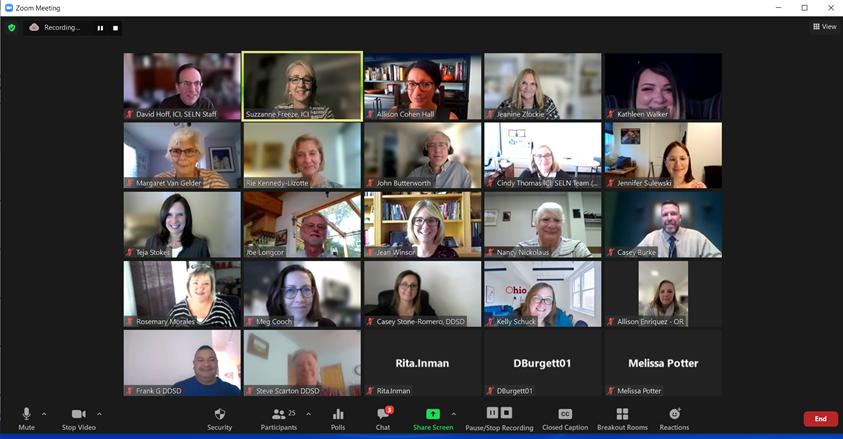 Zoom Meeting
Recording...
View
David Hoff, ICI, SELN Staff
Suzzanne Freeze, ICI
Allison Cohen Hall
Jeanine Zlockie
Kathleen Walker
Margaret Van Gelder
Rie Kennedy-Lizotte
John Butterworth
Cindy Thomas ICI, SELN Team (...
Jennifer Sulewski
Teja Stokes
Joe Longcor
Jean Winsor
Nancy Nickolaus
Casey Burke
Ohio
Rosemary Morales
Meg Cooch
Casey Stone-Romero, DDSD
Kelly Schuck
Allison Enriquez - OR
Rita.Inman
DBurgett01
Melissa Potter
Frank G DDSD
Steve Scarton DDSD
Rita.Inman
DBurgett01
Melissa Potter
25
3
Mute
Stop Video
Security
Participants
Polls
Chat
Share Screen
Pause/Stop Recording
CC
Closed Caption
Breakout Rooms
Reactions
End